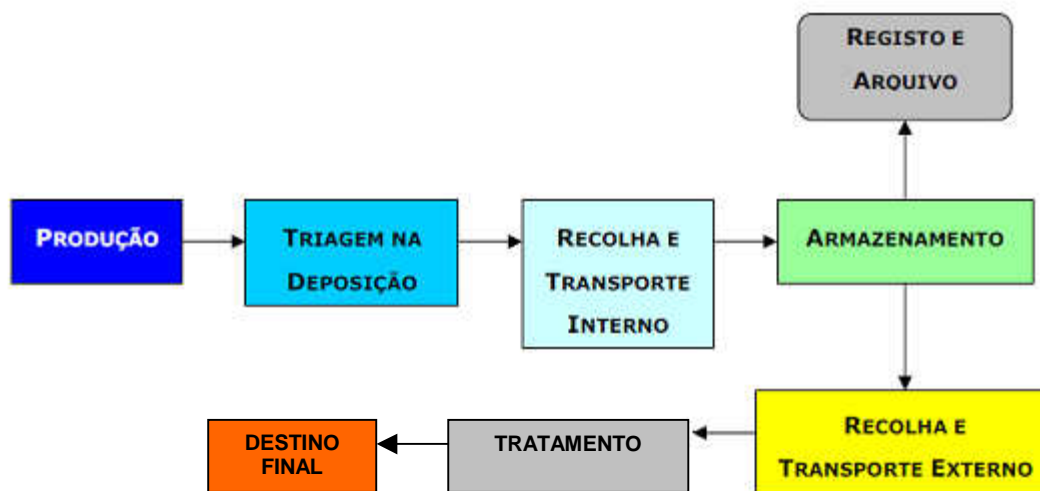 REGISTO E
ARQUIVO
PRODUÇÃO
TRIAGEM NA
DEPOSIÇÃO
RECOLHA E
TRANSPORTE
INTERNO
ARMAZENAMENTO
RECOLHA E
TRANSPORTE EXTERNO
TRATAMENTO
DESTINO
FINAL